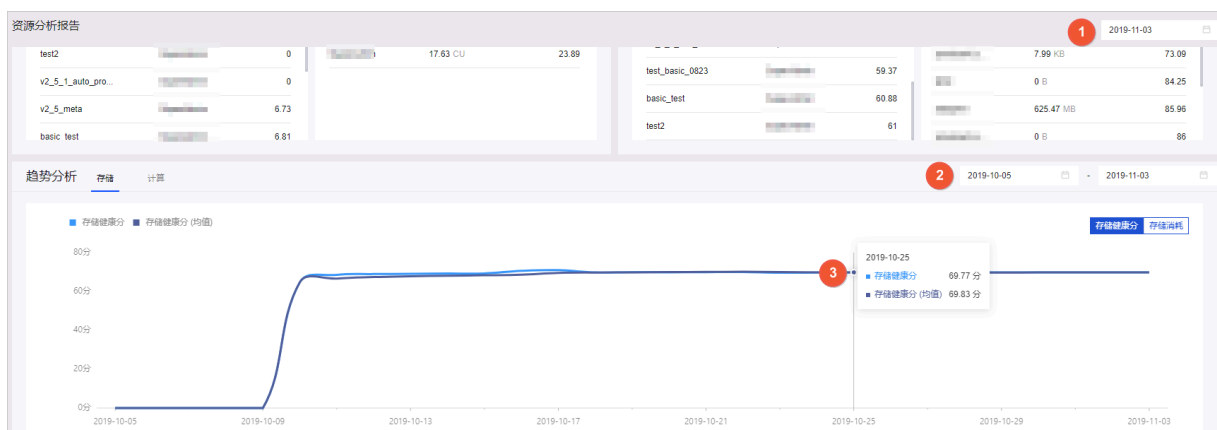 资源分析报告
1 2019-11-03
test2 0
17.63 CU 23.89
7.99 KB 73.09
v2_5_1_auto_pro... 0
test_basic_0823 59.37
0 B 84.25
v2_5_meta 6.73
basic_test 60.88
625.47 MB 85.96
basic test 6.81
test2 61
0 B 86
趋势分析 存储 计算
2 2019-10-05 - 2019-11-03
存储健康分 存储健康分 (均值)
存储健康分 存储消耗
80分
60分
40分
20分
0分
3
2019-10-25
存储健康分 69.77 分
存储健康分 (均值) 69.83 分
2019-10-05 2019-10-09 2019-10-13 2019-10-17 2019-10-21 2019-10-25 2019-10-29 2019-11-03